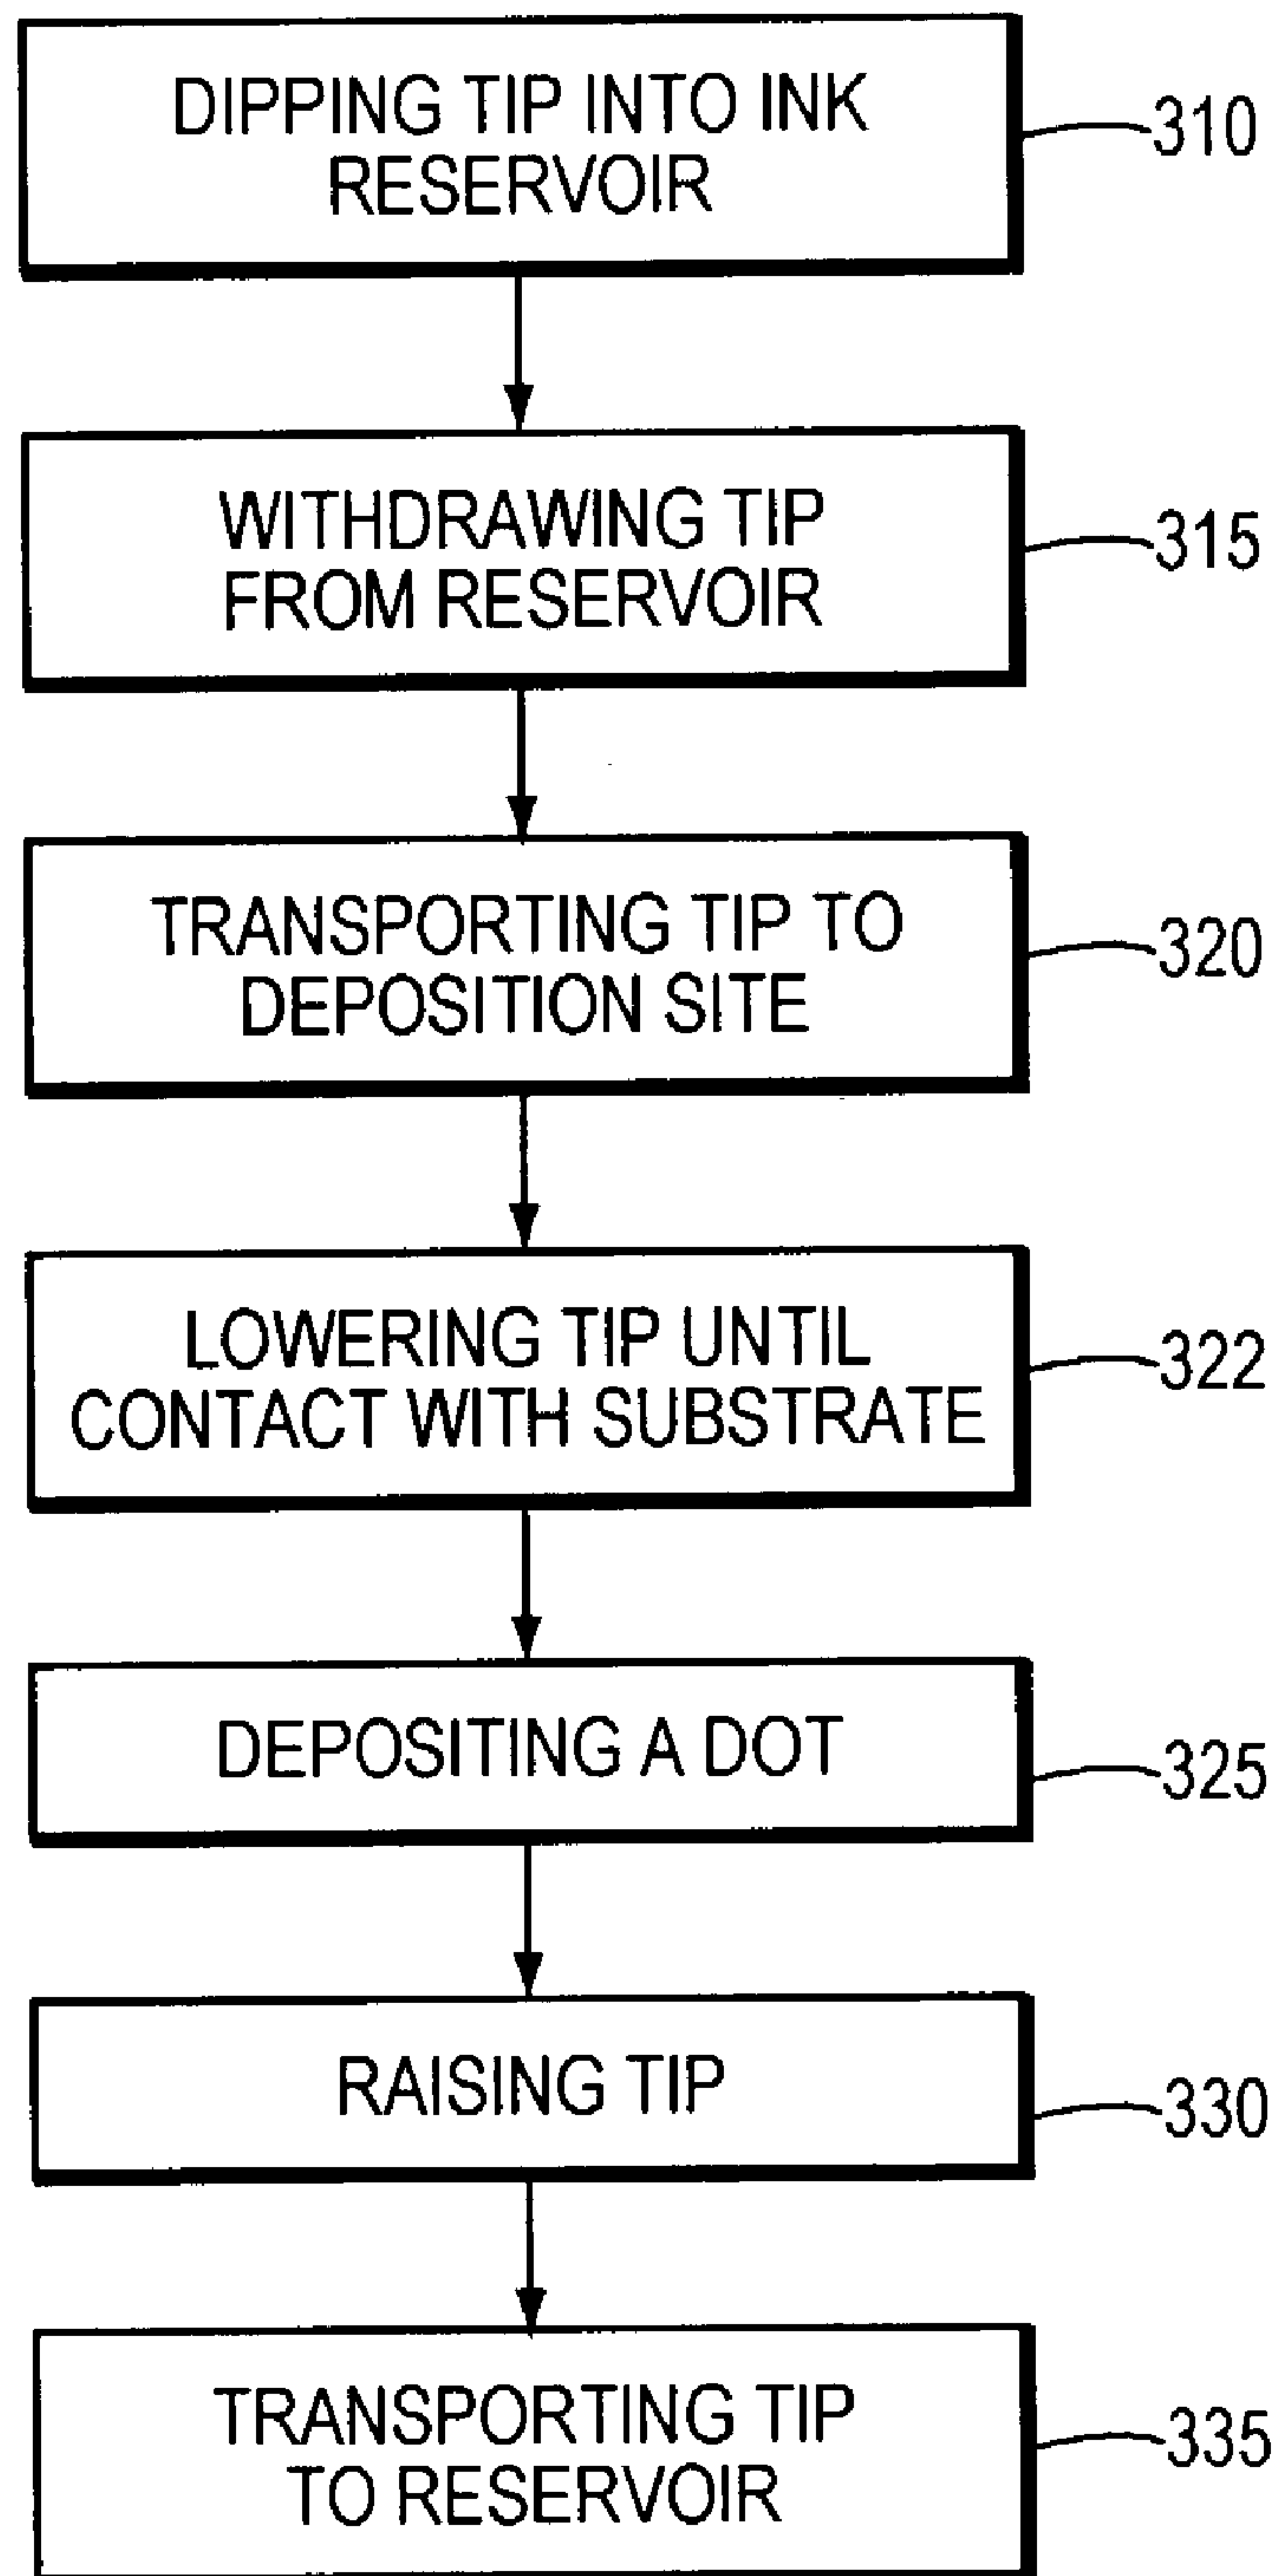 DIPPING TIP INTO INK
RESERVOIR
310
WITHDRAWING TIP
FROM RESERVOIR
315
TRANSPORTING TIP TO
DEPOSITION SITE
320
LOWERING TIP UNTIL
CONTACT WITH SUBSTRATE
322
DEPOSITING A DOT
325
RAISING TIP
330
TRANSPORTING TIP
TO RESERVOIR
335